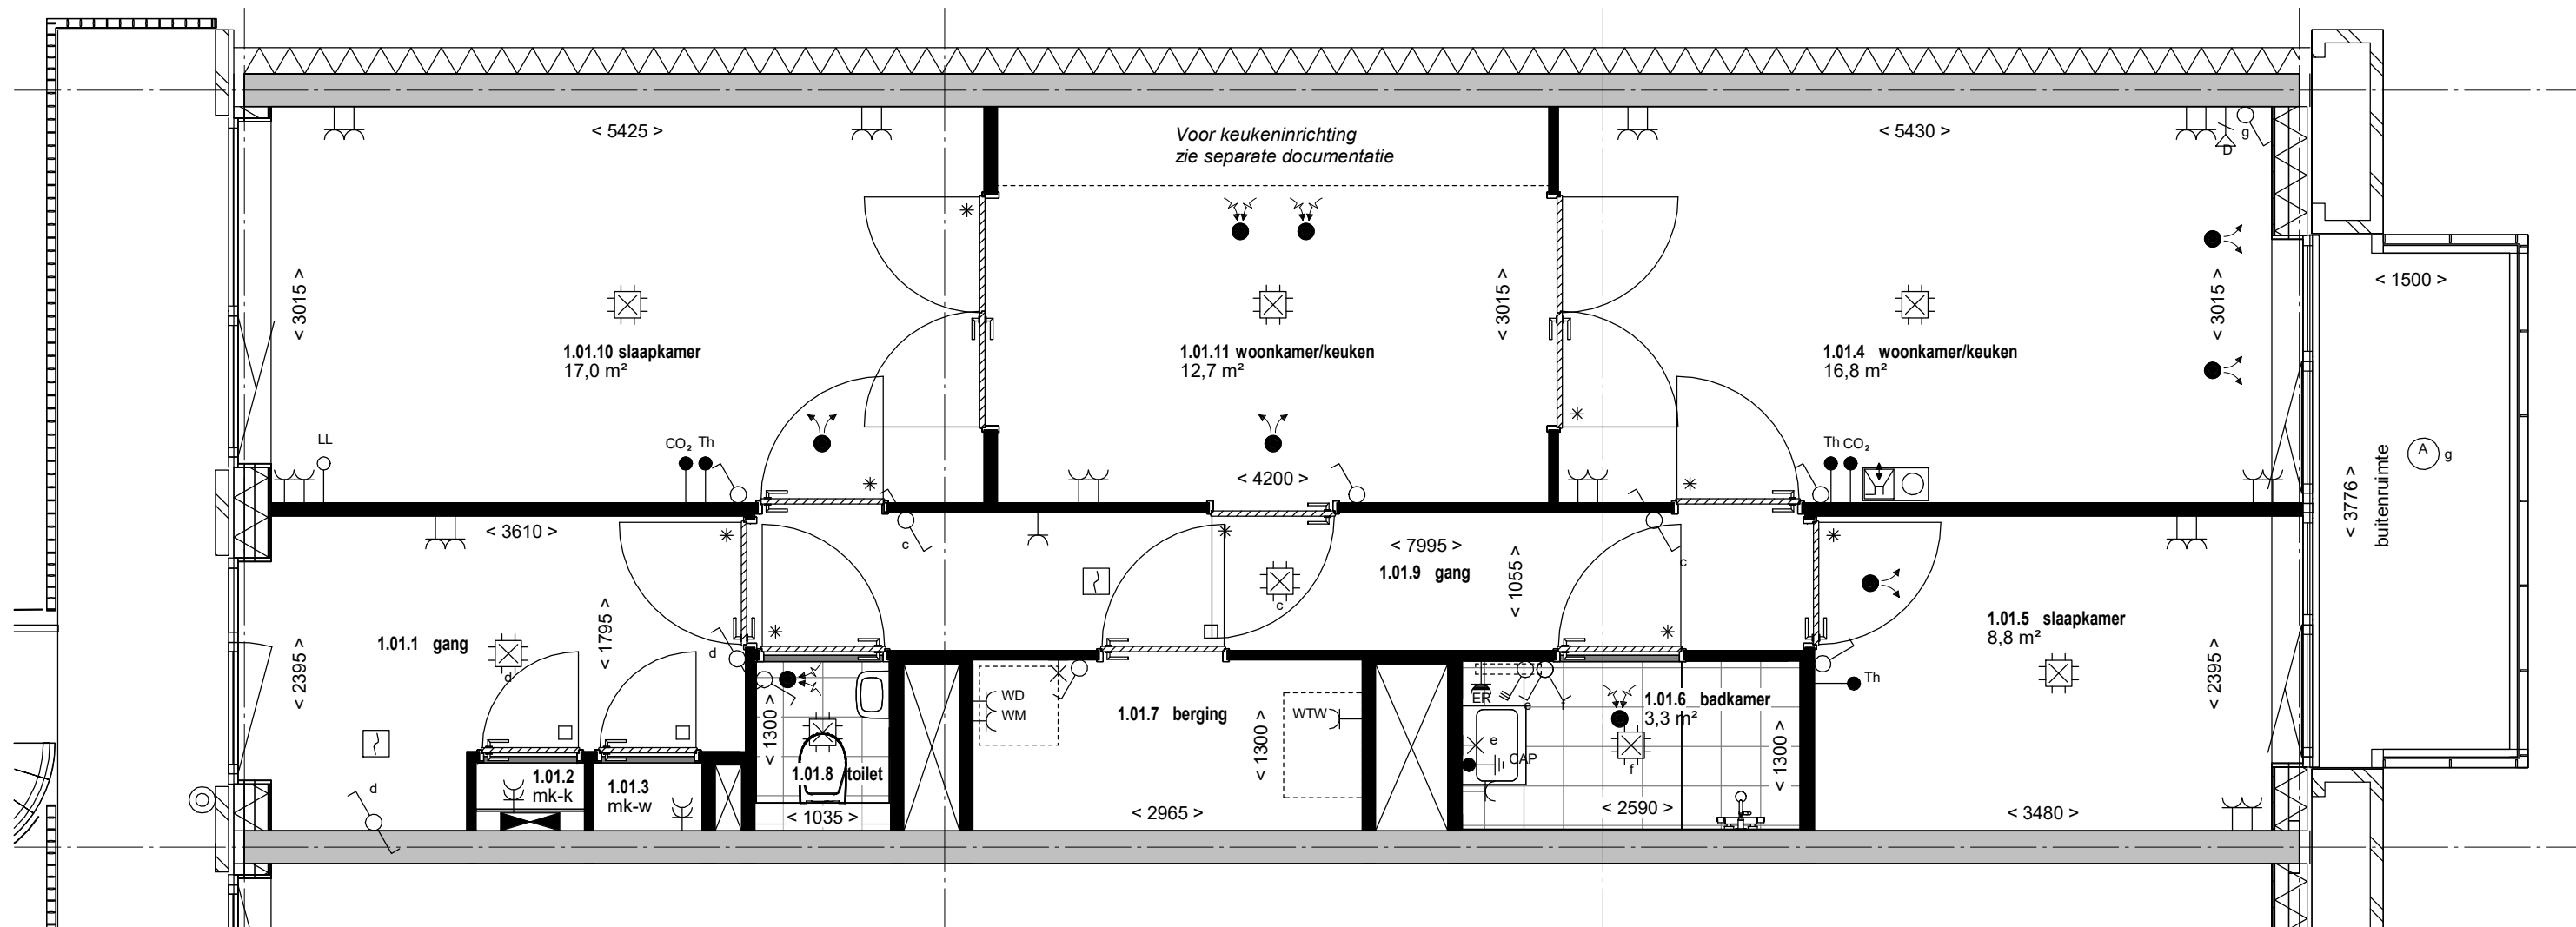 < 5425 >
Voor keukeninrichting
zie separate documentatie
< 5430 >
g
D
< 3015 >
< 3015 >
< 3015 >
< 1500 >
1.01.10 slaapkamer
17,0 m²
1.01.11 woonkamer/keuken
12,7 m²
1.01.4 woonkamer/keuken
16,8 m²
LL
CO₂ Th
< 4200 >
Th CO₂
A g
< 3776 >
buitenruimte
< 3610 >
c
< 7995 >
1.01.9 gang
< 1055 >
c
c
1.01.1 gang
< 1795 >
d
d
< 2395 >
1.01.5 slaapkamer
8,8 m²
< 2395 >
Th
WD
WM
1.01.7 berging
WTW
< 1300 >
< 1300 >
ER
e
f
1.01.6 badkamer
3,3 m²
< 1300 >
e
CAP
f
1.01.2
mk-k
1.01.3
mk-w
1.01.8 toilet
d
< 1035 >
< 2965 >
< 2590 >
< 3480 >